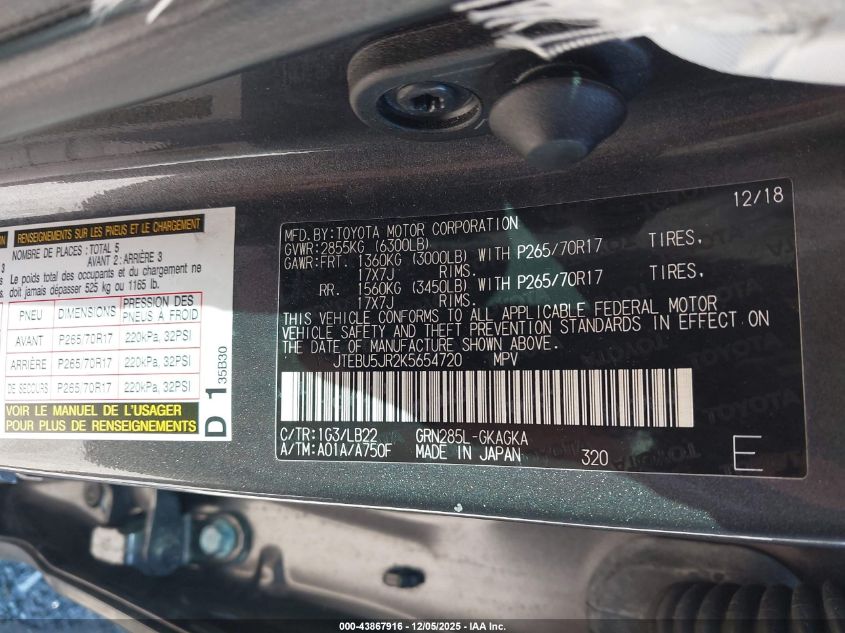 RENSEIGNEMENTS SUR LES PNEUS ET LE CHARGEMENT
NOMBRE DE PLACES : TOTAL 5
AVANT 2 : ARRIÈRE 3
Le poids total des occupants et du chargement ne
doit jamais dépasser 525 kg ou 1165 lb.
PNEU DIMENSIONS PRESSION DES PNEUS À FROID
AVANT P265/70R17 220kPa, 32PSI
ARRIÈRE P265/70R17 220kPa, 32PSI
DE SECOURS P265/70R17 220kPa, 32PSI
VOIR LE MANUEL DE L'USAGER
POUR PLUS DE RENSEIGNEMENTS
D 1 35B30
12/18
MFD.BY:TOYOTA MOTOR CORPORATION
GVWR:2855KG (6300LB)
GAWR:FRT. 1360KG (3000LB) WITH P265/70R17 TIRES,
17X7J RIMS.
RR. 1560KG (3450LB) WITH P265/70R17 TIRES,
17X7J RIMS.
THIS VEHICLE CONFORMS TO ALL APPLICABLE FEDERAL MOTOR
VEHICLE SAFETY AND THEFT PREVENTION STANDARDS IN EFFECT ON
THE DATE OF MANUFACTURE SHOWN ABOVE.
JTEBU5JR2K5654720 MPV
C/TR:1G3/LB22 GRN285L-GKAGKA
A/TM:A01A/A750F MADE IN JAPAN 320 E
000-43867916 - 12/05/2025 - IAA Inc.